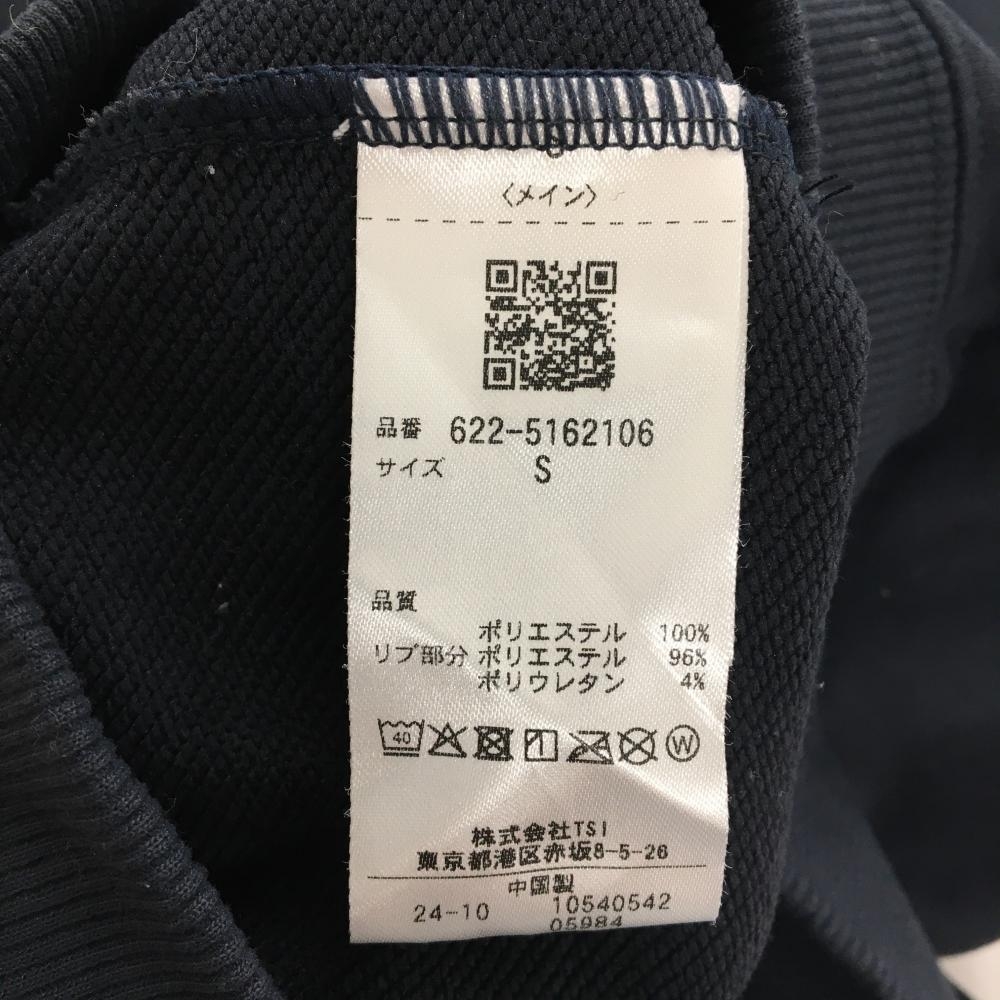 〈メイン〉
品番 622-5162106
サイズ S
品質
ポリエステル 100%
リブ部分 ポリエステル 96%
ポリウレタン 4%
40
W
株式会社TSI
東京都港区赤坂8-5-26
中国製
24-10 10540542
05984